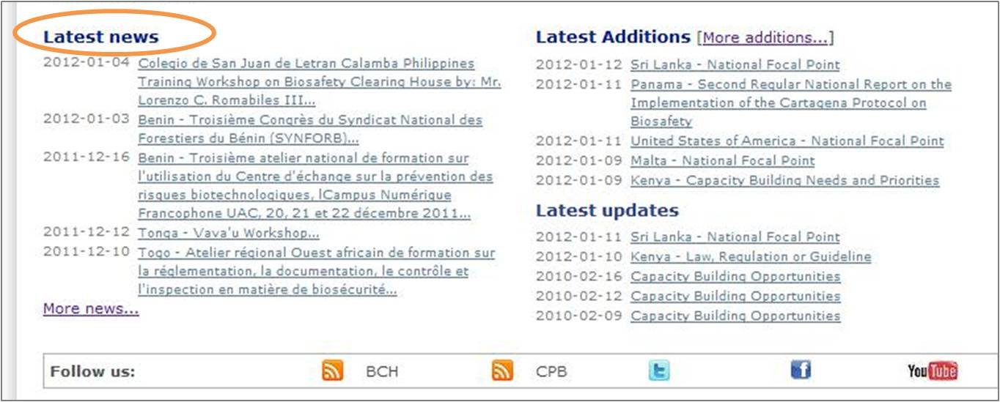 Latest news
2012-01-04 Colegio de San Juan de Letran Calamba Philippines
Training Workshop on Biosafety Clearing House by: Mr.
Lorenzo C. Romabiles III...
2012-01-03 Benin - Troisième Congrès du Syndicat National des
Forestiers du Bénin (SYNFORB)...
2011-12-16 Benin - Troisième atelier national de formation sur
l'utilisation du Centre d'échange sur la prévention des
risques biotechnologiques, lCampus Numérique
Francophone UAC, 20, 21 et 22 décembre 2011...
2011-12-12 Tonga - Vava'u Workshop...
2011-12-10 Togo - Atelier régional Ouest africain de formation sur
la réglementation, la documentation, le contrôle et
l'inspection en matière de biosécurité...
More news...
Latest Additions [More additions...]
2012-01-12 Sri Lanka - National Focal Point
2012-01-11 Panama - Second Regular National Report on the
Implementation of the Cartagena Protocol on
Biosafety
2012-01-11 United States of America - National Focal Point
2012-01-09 Malta - National Focal Point
2012-01-09 Kenya - Capacity Building Needs and Priorities
Latest updates
2012-01-11 Sri Lanka - National Focal Point
2012-01-10 Kenya - Law, Regulation or Guideline
2010-02-16 Capacity Building Opportunities
2010-02-12 Capacity Building Opportunities
2010-02-09 Capacity Building Opportunities
Follow us: BCH CPB t f YouTube